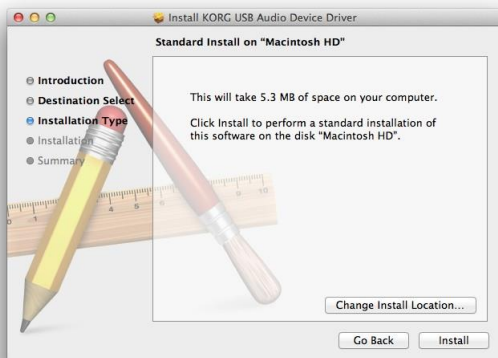 Install KORG USB Audio Device Driver
Standard Install on “Macintosh HD”
Introduction
Destination Select
Installation Type
Installation
Summary
This will take 5.3 MB of space on your computer.
Click Install to perform a standard installation of
this software on the disk “Macintosh HD”.
Change Install Location...
Go Back
Install